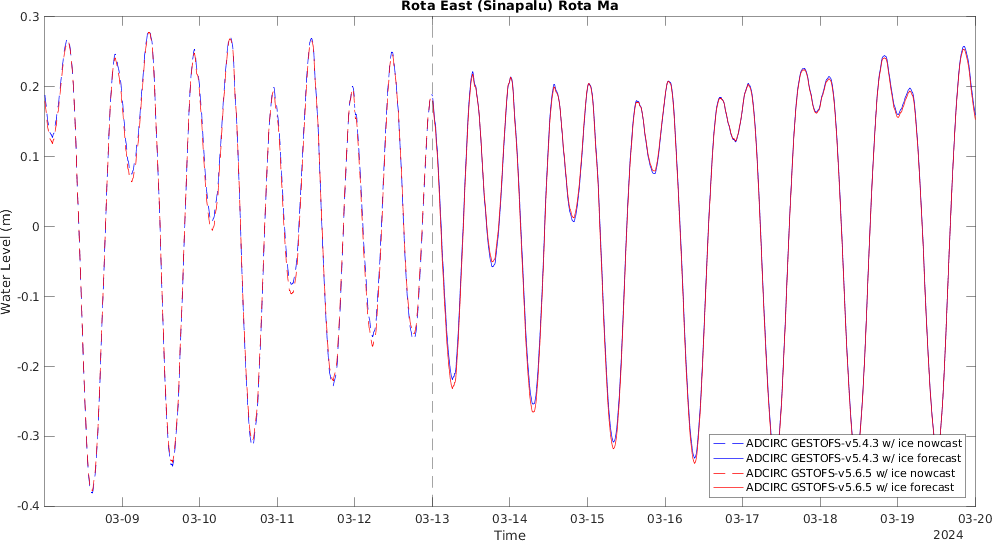 Rota East (Sinapalu) Rota Ma
0.3
0.2
0.1
0
-0.1
-0.2
-0.3
-0.4
Water Level (m)
ADCIRC GESTOFS-v5.4.3 w/ ice nowcast
ADCIRC GESTOFS-v5.4.3 w/ ice forecast
ADCIRC GSTOFS-v5.6.5 w/ ice nowcast
ADCIRC GSTOFS-v5.6.5 w/ ice forecast
03-09 03-10 03-11 03-12 03-13 03-14 03-15 03-16 03-17 03-18 03-19 03-20
Time
2024